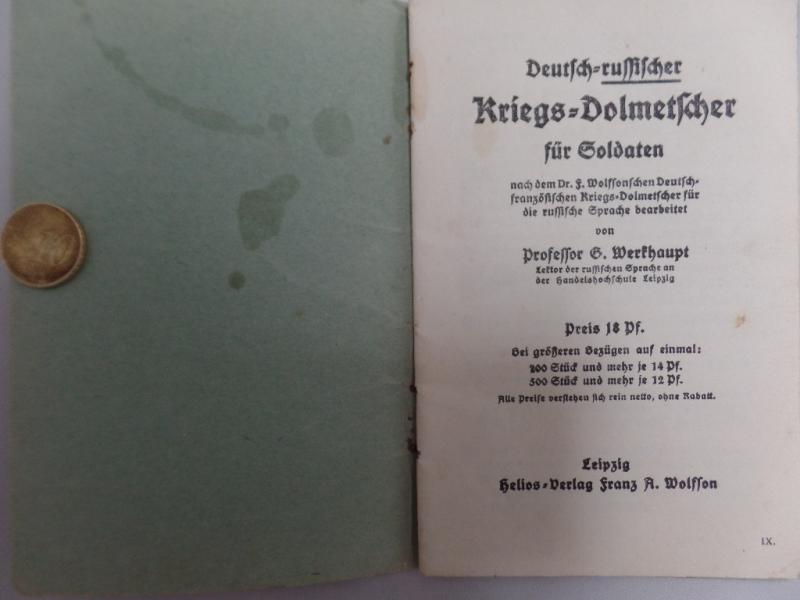 Deutsch-russischer
Kriegs-Dolmetscher
für Soldaten
nach dem Dr. F. Wolffsonschen Deutsch-
französischen Kriegs-Dolmetscher für
die russische Sprache bearbeitet
von
Professor G. Werkhaupt
Lektor der russischen Sprache an
der Handelshochschule Leipzig
Preis 18 Pf.
Bei größeren Bezügen auf einmal:
200 Stück und mehr je 14 Pf.
500 Stück und mehr je 12 Pf.
Alle Preise verstehen sich rein netto, ohne Rabatt.
Leipzig
Helios-Verlag Franz A. Wolffson
IX.